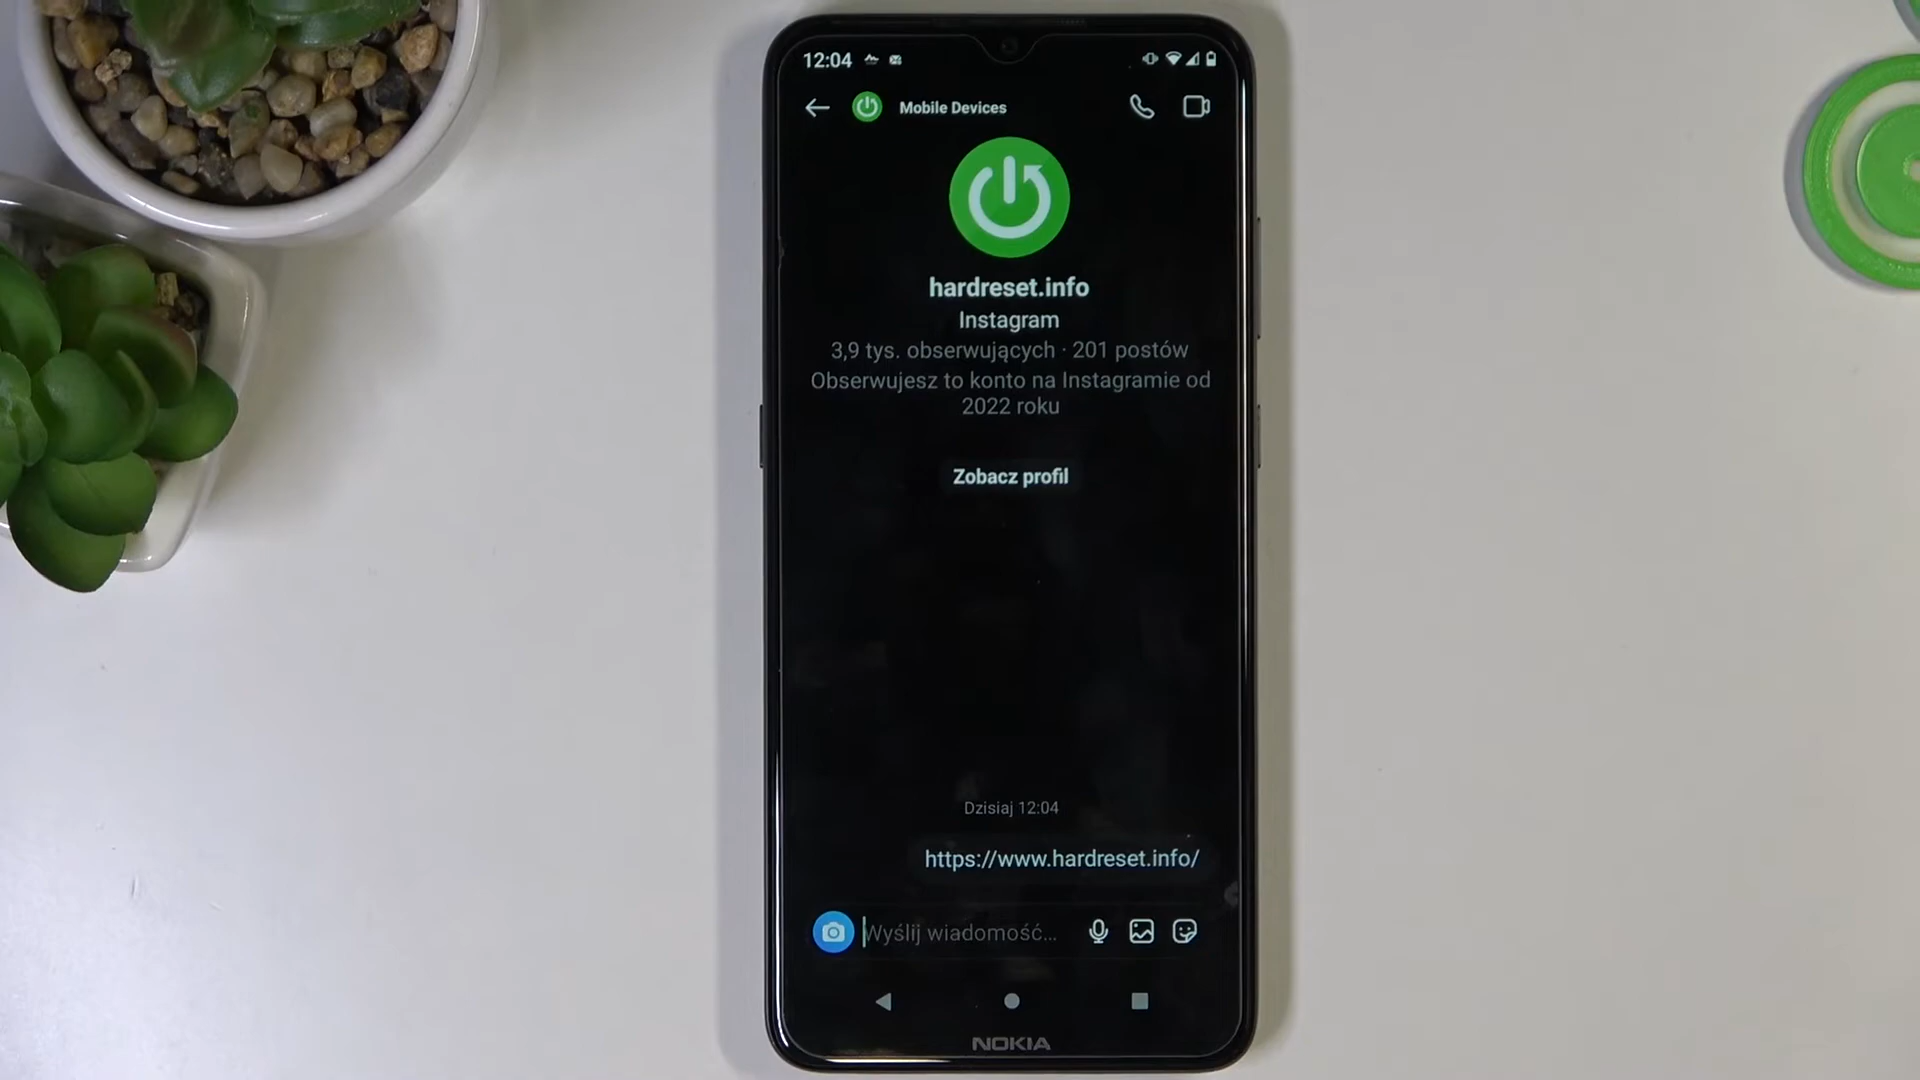 12:04
Mobile Devices
hardreset.info
Instagram
3,9 tys. obserwujących · 201 postów
Obserwujesz to konto na Instagramie od
2022 roku
Zobacz profil
Dzisiaj 12:04
https://www.hardreset.info/
Wyślij wiadomość...
NOKIA